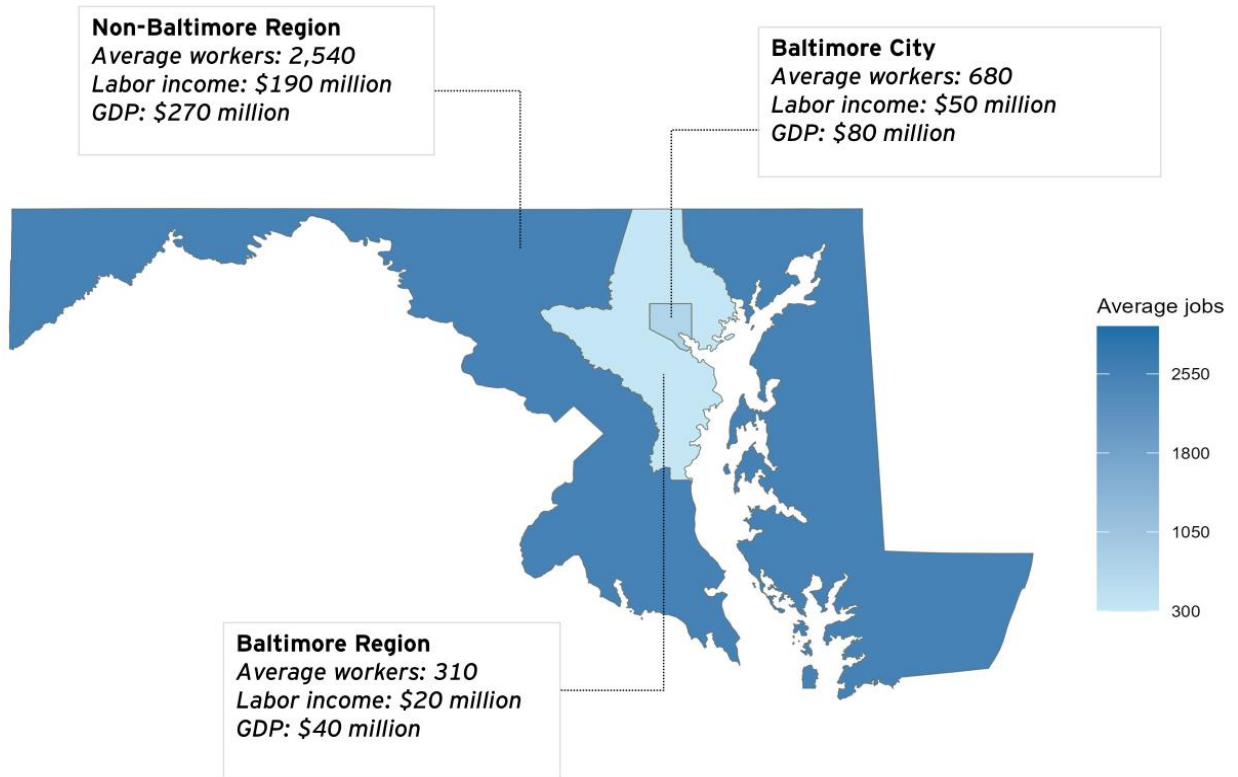 Non-Baltimore Region
Average workers: 2,540
Labor income: $190 million
GDP: $270 million
Baltimore City
Average workers: 680
Labor income: $50 million
GDP: $80 million
Average jobs
2550
1800
1050
300
Baltimore Region
Average workers: 310
Labor income: $20 million
GDP: $40 million